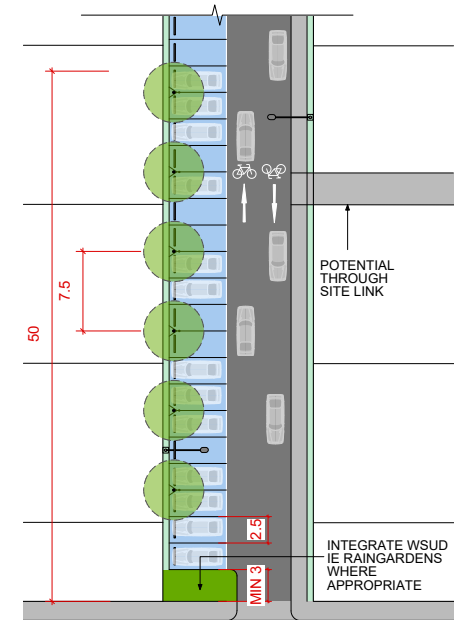 POTENTIAL
THROUGH
SITE LINK
7.5
50
2.5
MIN 3
INTEGRATE WSUD
IE RAINGARDENS
WHERE
APPROPRIATE